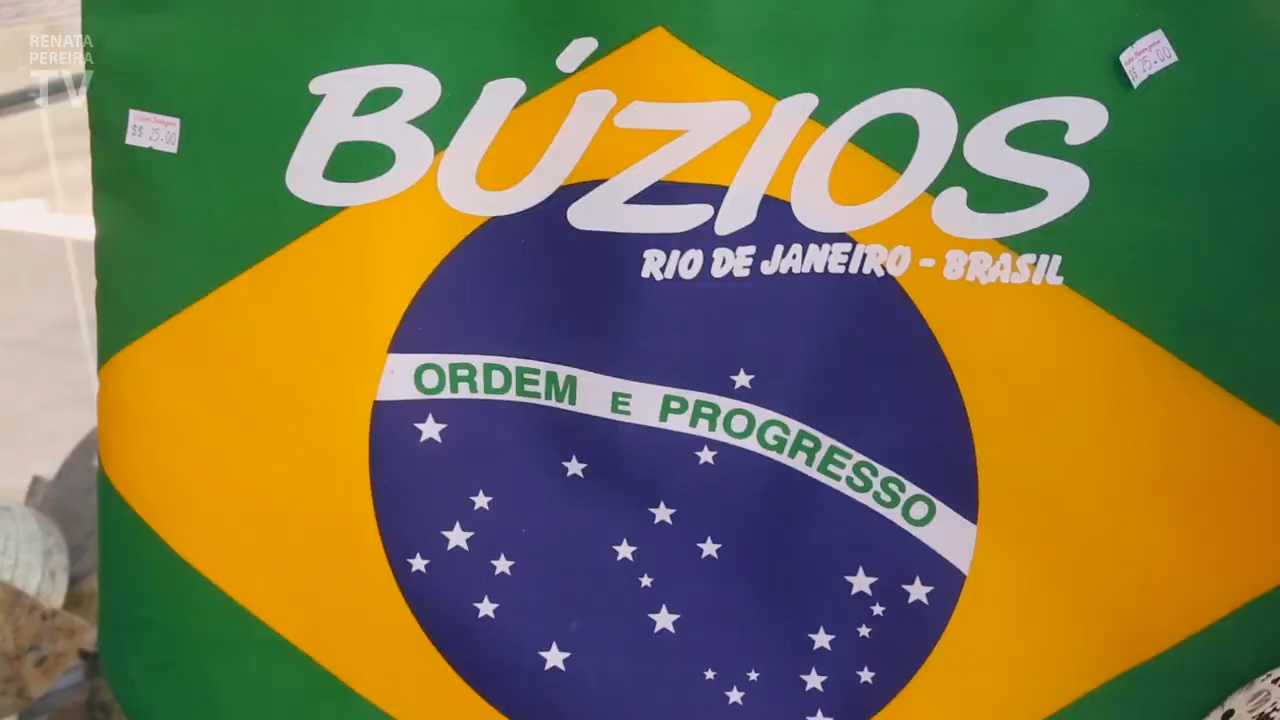 RENATA
PEREIRA
TV
BÚZIOS
RIO DE JANEIRO - BRASIL
ORDEM E PROGRESSO
$$ 25.00
$ 25.00